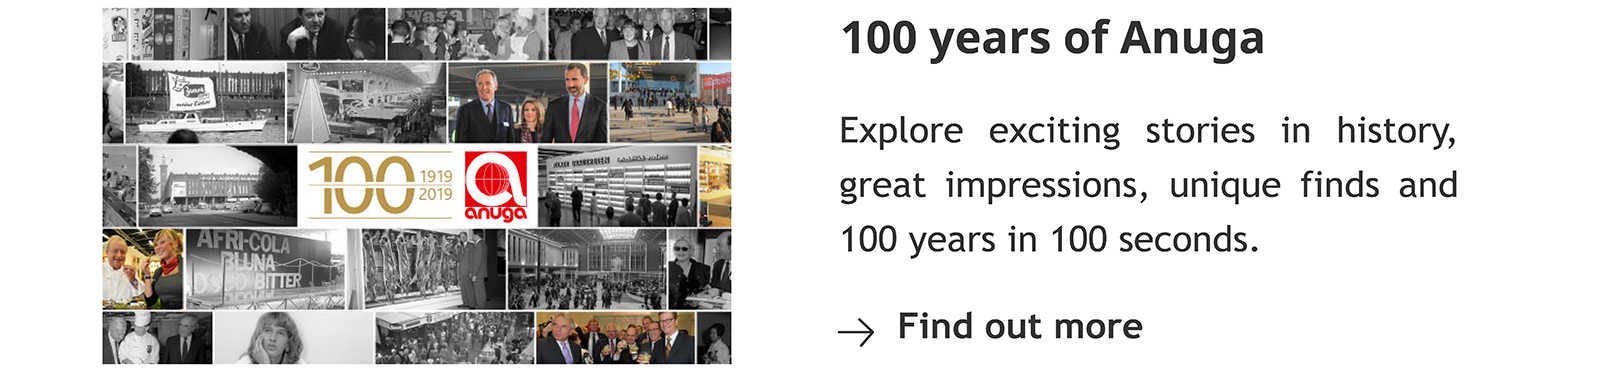 wasa
100 1919
2019
anuga
AFRI-COLA
BLUNA
BITTER
100 years of Anuga
Explore exciting stories in history,
great impressions, unique finds and
100 years in 100 seconds.
→ Find out more